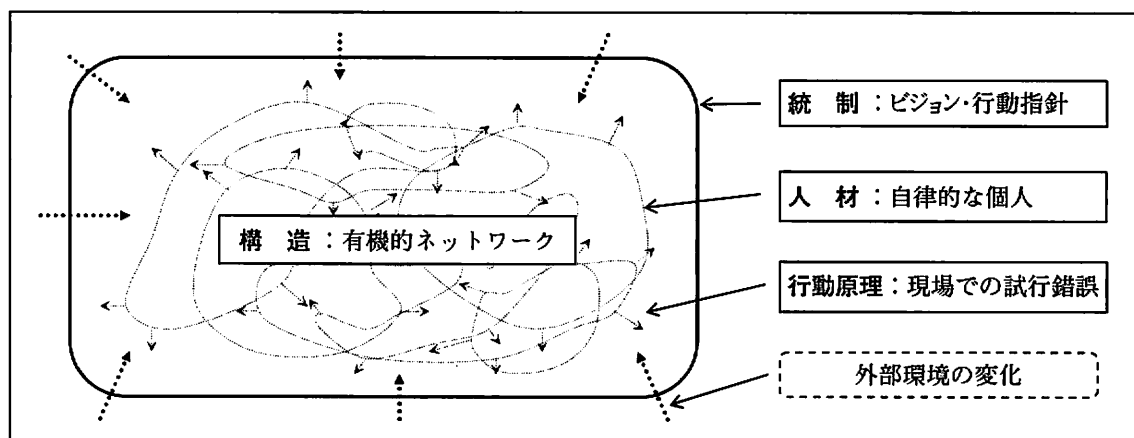 統　制：ビジョン・行動指針
人　材：自律的な個人
構　造：有機的ネットワーク
行動原理：現場での試行錯誤
外部環境の変化